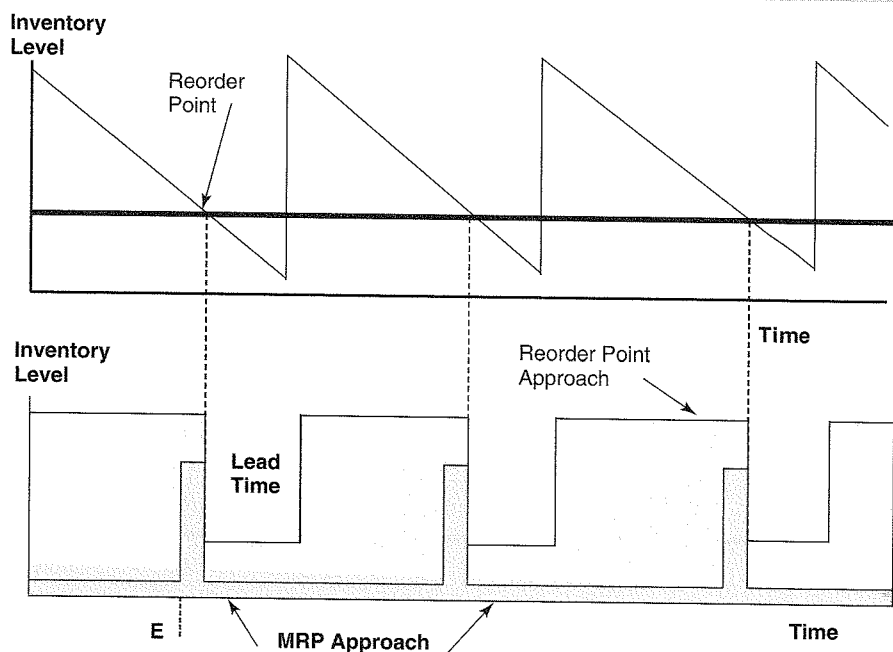 Inventory
Level
Reorder
Point
Time
Inventory
Level
Reorder Point
Approach
Lead
Time
E
MRP Approach
Time